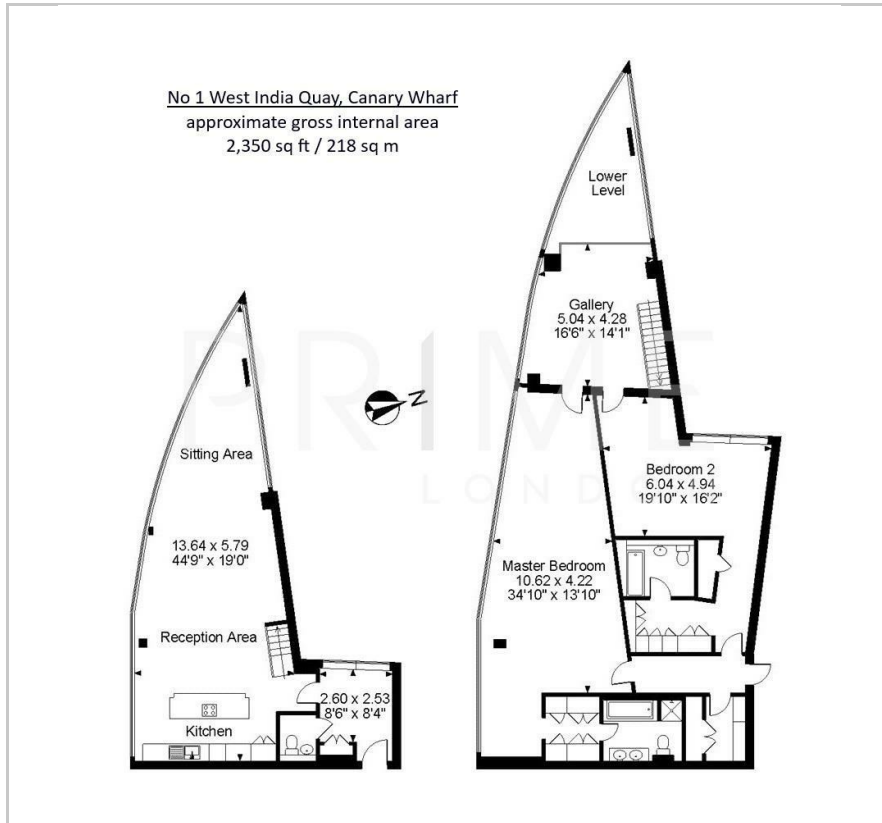 No 1 West India Quay, Canary Wharf
approximate gross internal area
2,350 sq ft / 218 sq m
Lower
Level
Gallery
5.04 x 4.28
16'6" x 14'1"
PRIME
LONDON
N
Sitting Area
13.64 x 5.79
44'9" x 19'0"
Reception Area
2.60 x 2.53
8'6" x 8'4"
Kitchen
Bedroom 2
6.04 x 4.94
19'10" x 16'2"
Master Bedroom
10.62 x 4.22
34'10" x 13'10"